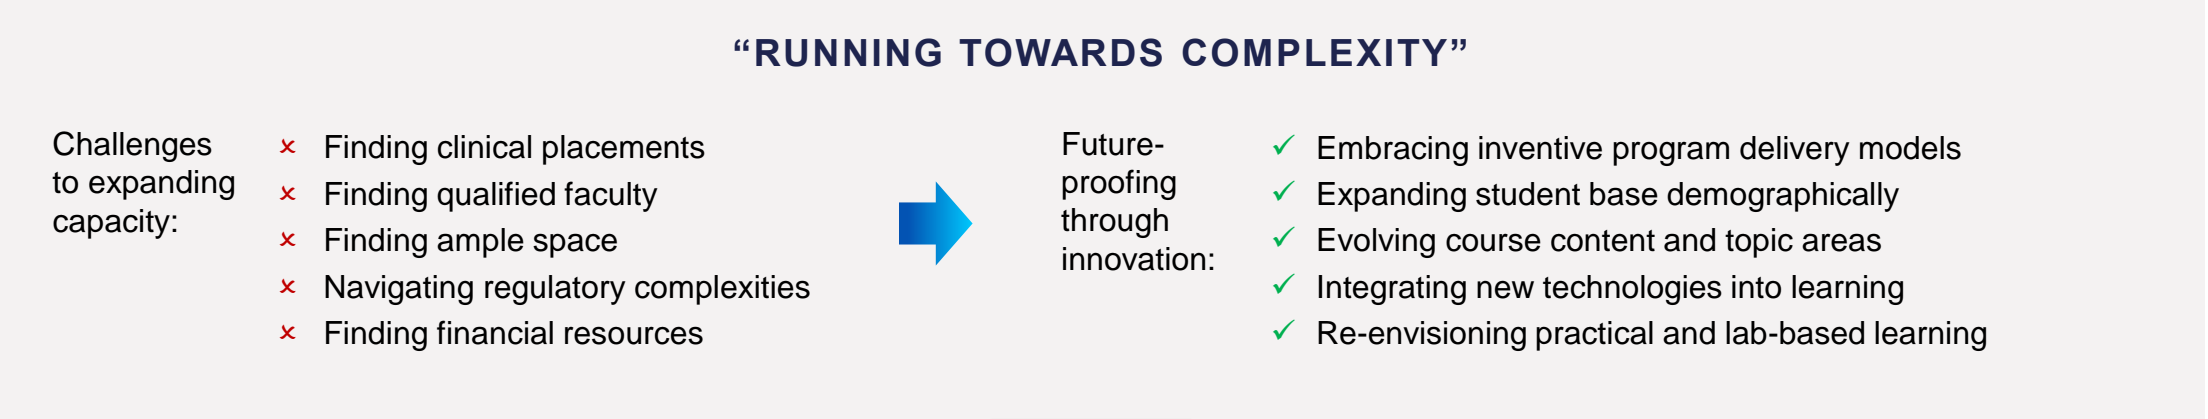 “RUNNING TOWARDS COMPLEXITY”
Challenges
to expanding
capacity:
Finding clinical placements
Finding qualified faculty
Finding ample space
Navigating regulatory complexities
Finding financial resources
Future-
proofing
through
innovation:
Embracing inventive program delivery models
Expanding student base demographically
Evolving course content and topic areas
Integrating new technologies into learning
Re-envisioning practical and lab-based learning